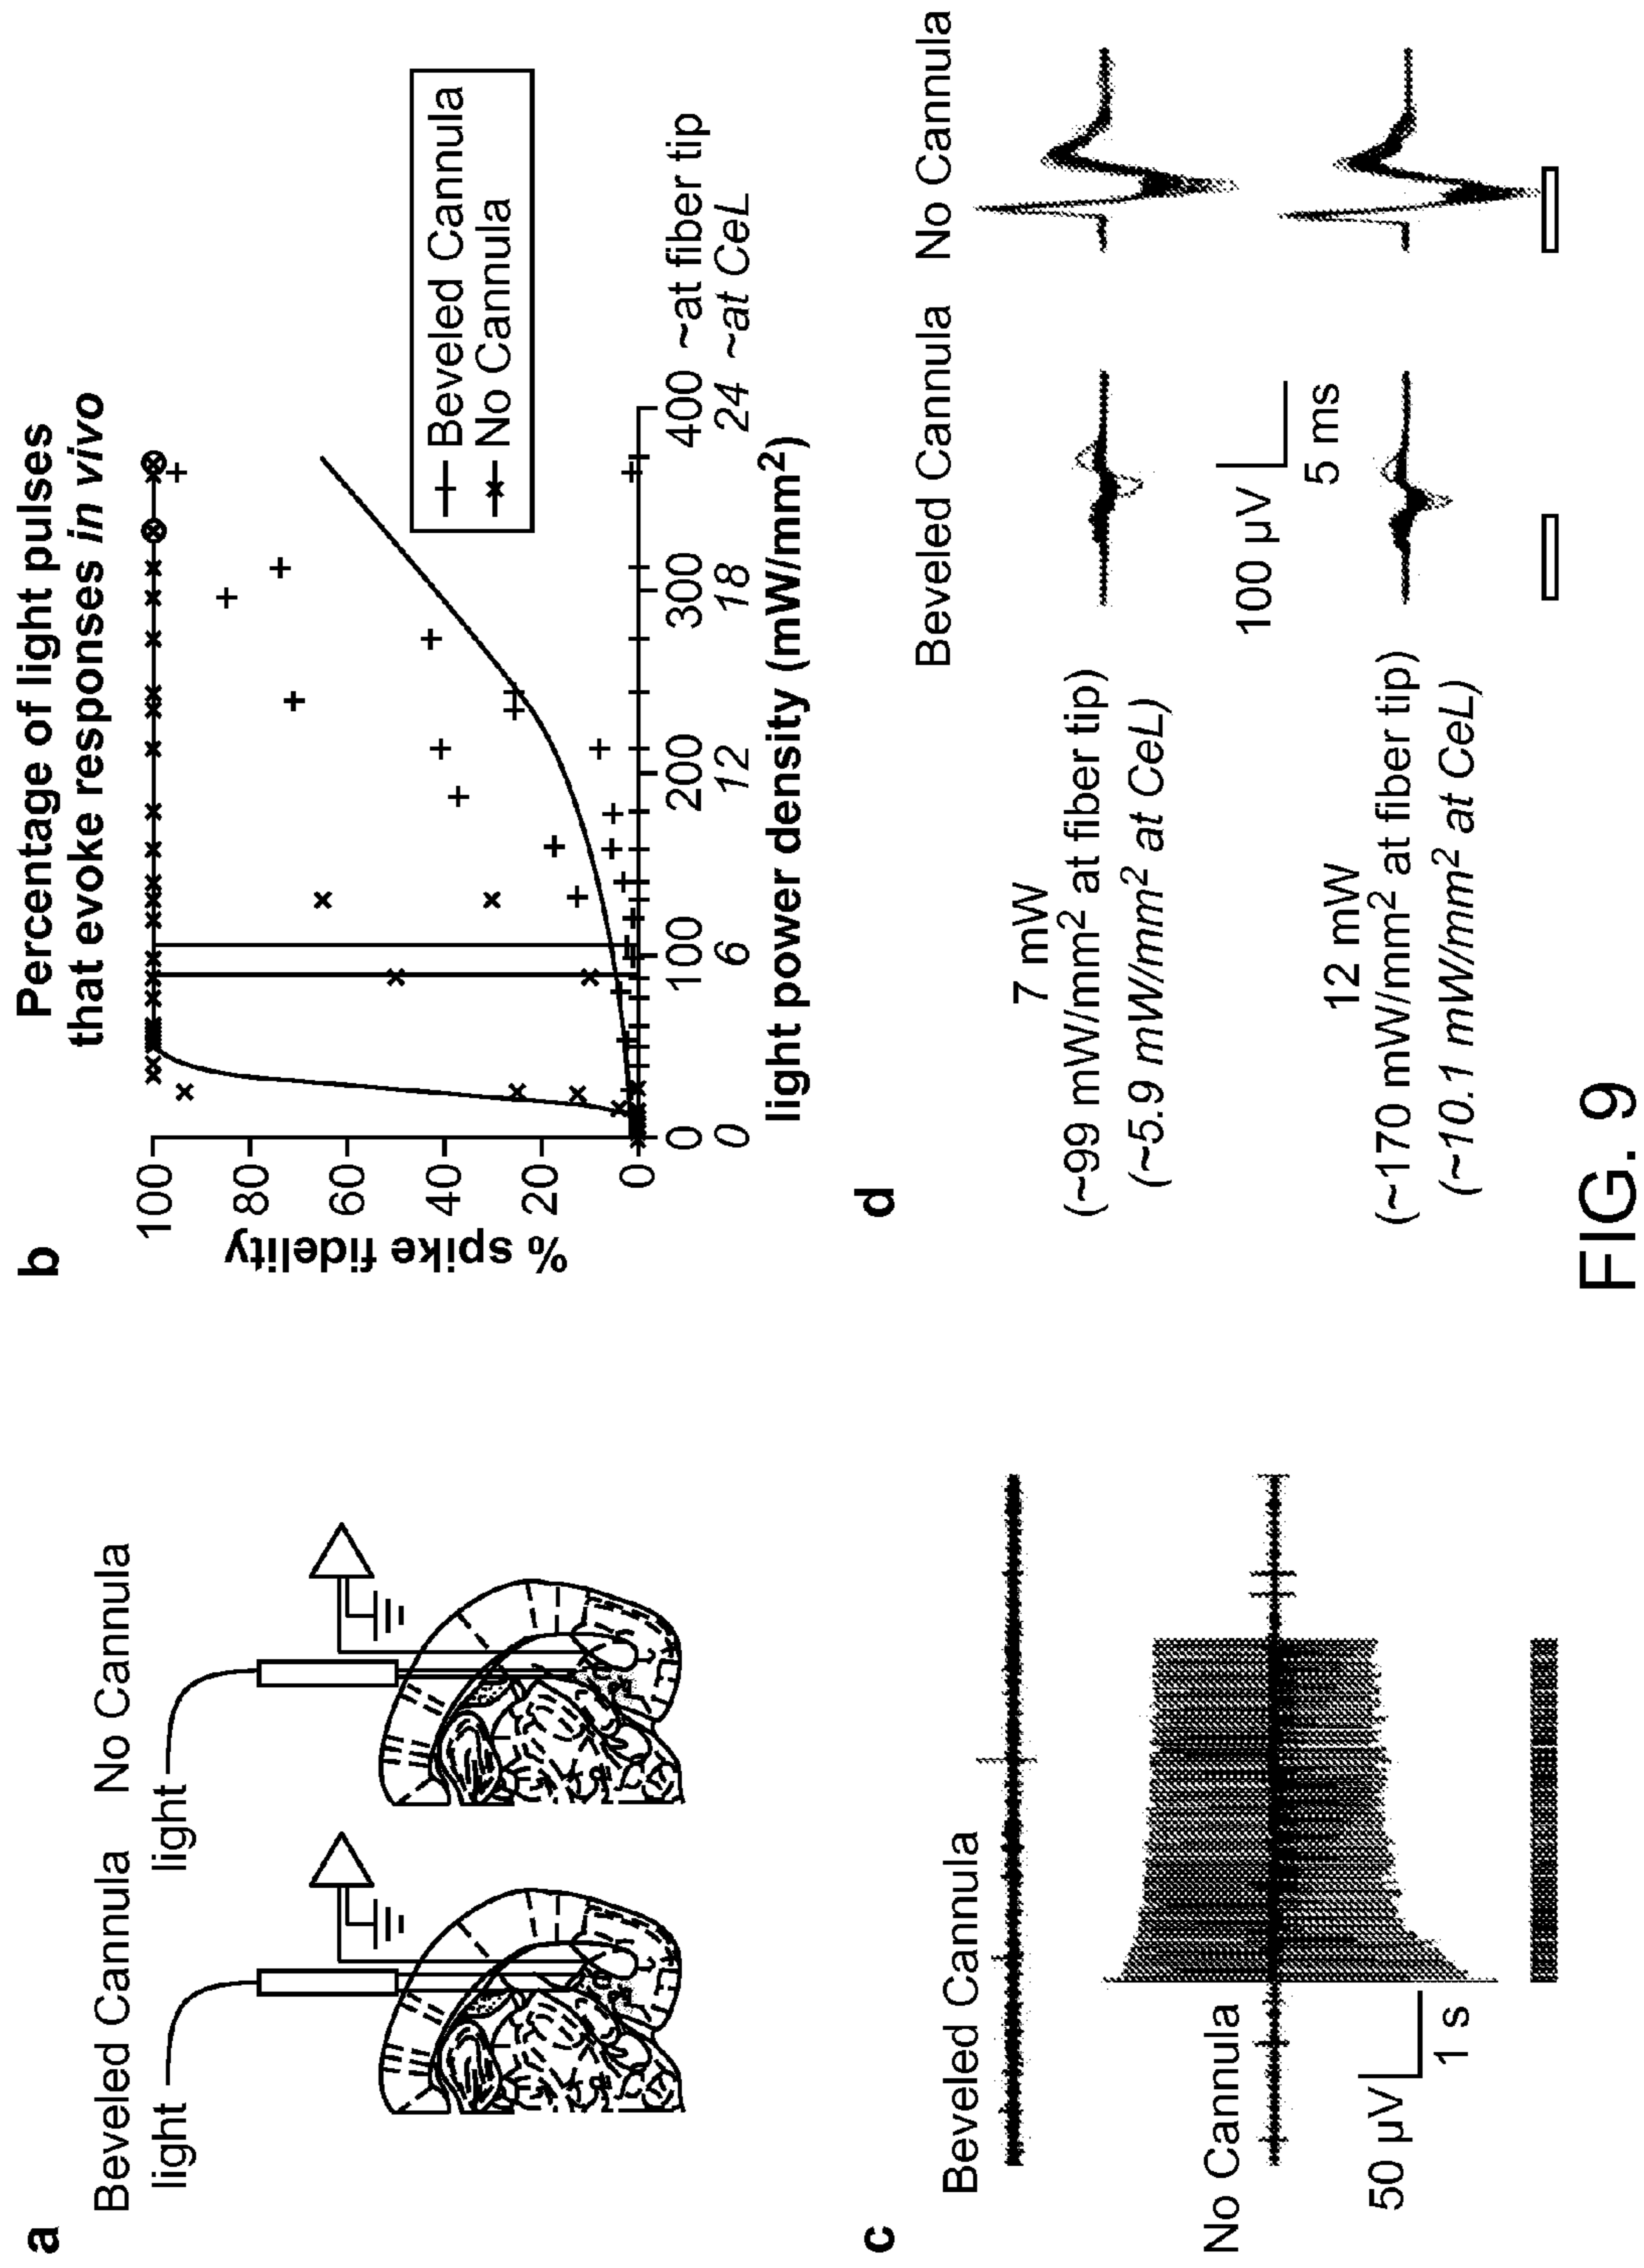 a
Beveled Cannula
No Cannula
light
light
b
Percentage of light pulses
that evoke responses in vivo
% spike fidelity
100
80
60
40
20
0
Beveled Cannula
No Cannula
0 100 200 300 400 ~at fiber tip
0 6 12 18 24 ~at CeL
light power density (mW/mm²)
c
Beveled Cannula
No Cannula
50 µV
1 s
d
Beveled Cannula
No Cannula
7 mW
(~99 mW/mm² at fiber tip)
(~5.9 mW/mm² at CeL)
100 µV
5 ms
12 mW
(~170 mW/mm² at fiber tip)
(~10.1 mW/mm² at CeL)
FIG. 9